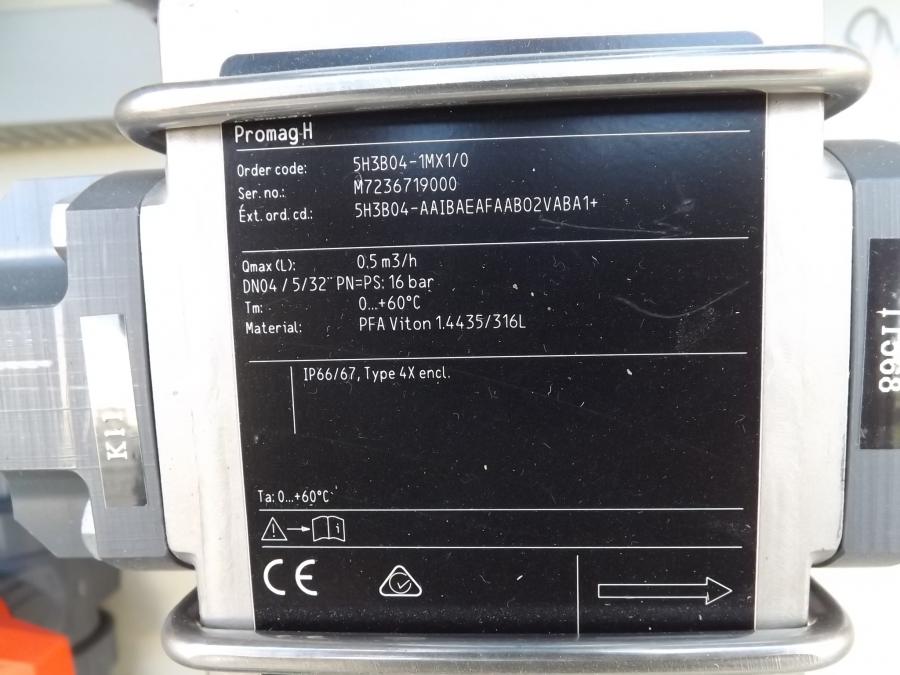 Promag H
Order code: 5H3B04-1MX1/0
Ser. no.: M7236719000
Ext. ord. cd.: 5H3B04-AAIBAEAFAABO2VABA1+
Qmax (L): 0.5 m3/h
DN04 / 5/32" PN=PS: 16 bar
Tm: 0...+60°C
Material: PFA Viton 1.4435/316L
IP66/67, Type 4X encl.
Ta: 0...+60°C
i
CE
K11